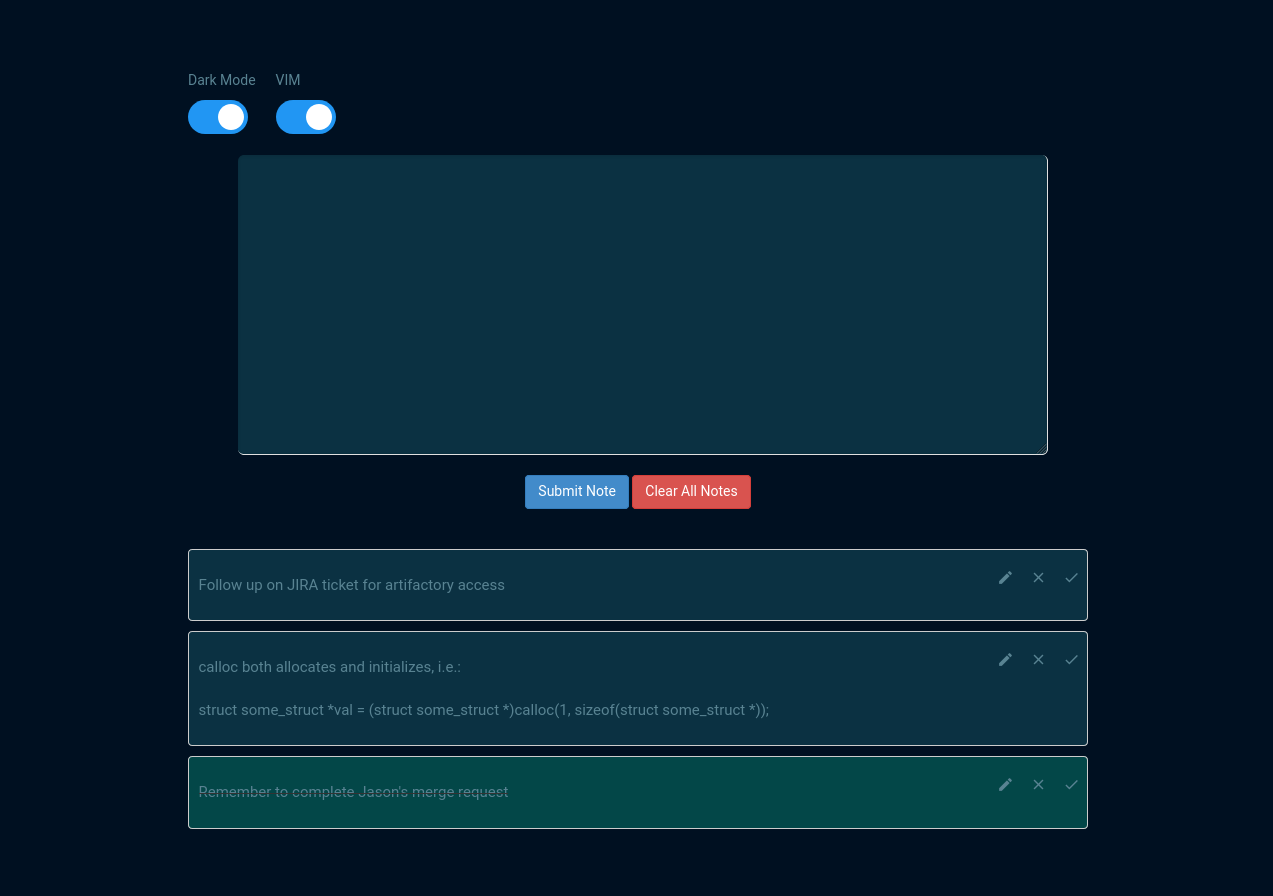 Dark Mode VIM
Submit Note Clear All Notes
Follow up on JIRA ticket for artifactory access
calloc both allocates and initializes, i.e.:
struct some_struct *val = (struct some_struct *)calloc(1, sizeof(struct some_struct *));
Remember to complete Jason's merge request